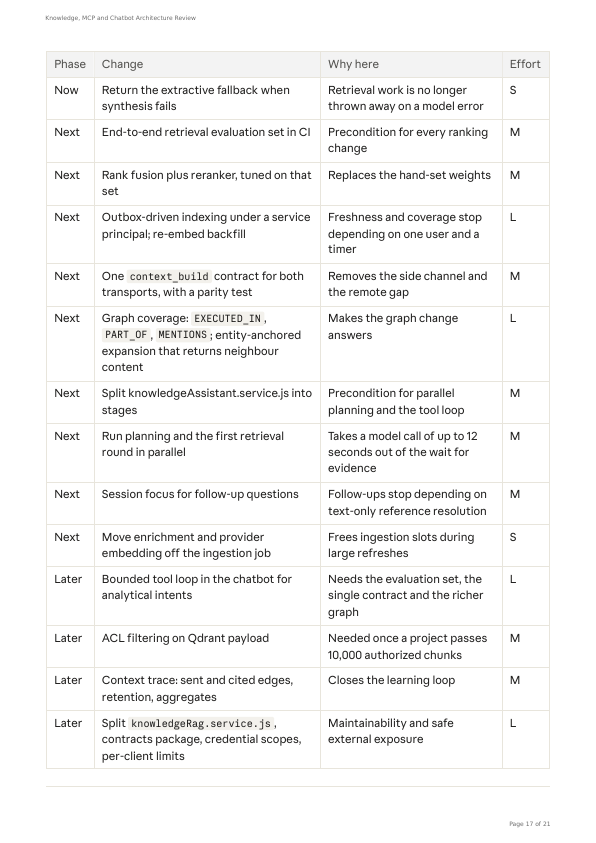 Knowledge, MCP and Chatbot Architecture Review
Phase Change Why here Effort
Now Return the extractive fallback when Retrieval work is no longer S
synthesis fails thrown away on a model error
Next End-to-end retrieval evaluation set in CI Precondition for every ranking M
change
Next Rank fusion plus reranker, tuned on that Replaces the hand-set weights M
set
Next Outbox-driven indexing under a service Freshness and coverage stop L
principal; re-embed backfill depending on one user and a
timer
Next One context_build contract for both Removes the side channel and M
transports, with a parity test the remote gap
Next Graph coverage: EXECUTED_IN, Makes the graph change L
PART_OF, MENTIONS; entity-anchored answers
expansion that returns neighbour
content
Next Split knowledgeAssistant.service.js into Precondition for parallel M
stages planning and the tool loop
Next Run planning and the first retrieval Takes a model call of up to 12 M
round in parallel seconds out of the wait for
evidence
Next Session focus for follow-up questions Follow-ups stop depending on M
text-only reference resolution
Next Move enrichment and provider Frees ingestion slots during S
embedding off the ingestion job large refreshes
Later Bounded tool loop in the chatbot for Needs the evaluation set, the L
analytical intents single contract and the richer
graph
Later ACL filtering on Qdrant payload Needed once a project passes M
10,000 authorized chunks
Later Context trace: sent and cited edges, Closes the learning loop M
retention, aggregates
Later Split knowledgeRag.service.js, Maintainability and safe L
contracts package, credential scopes, external exposure
per-client limits
Page 17 of 21